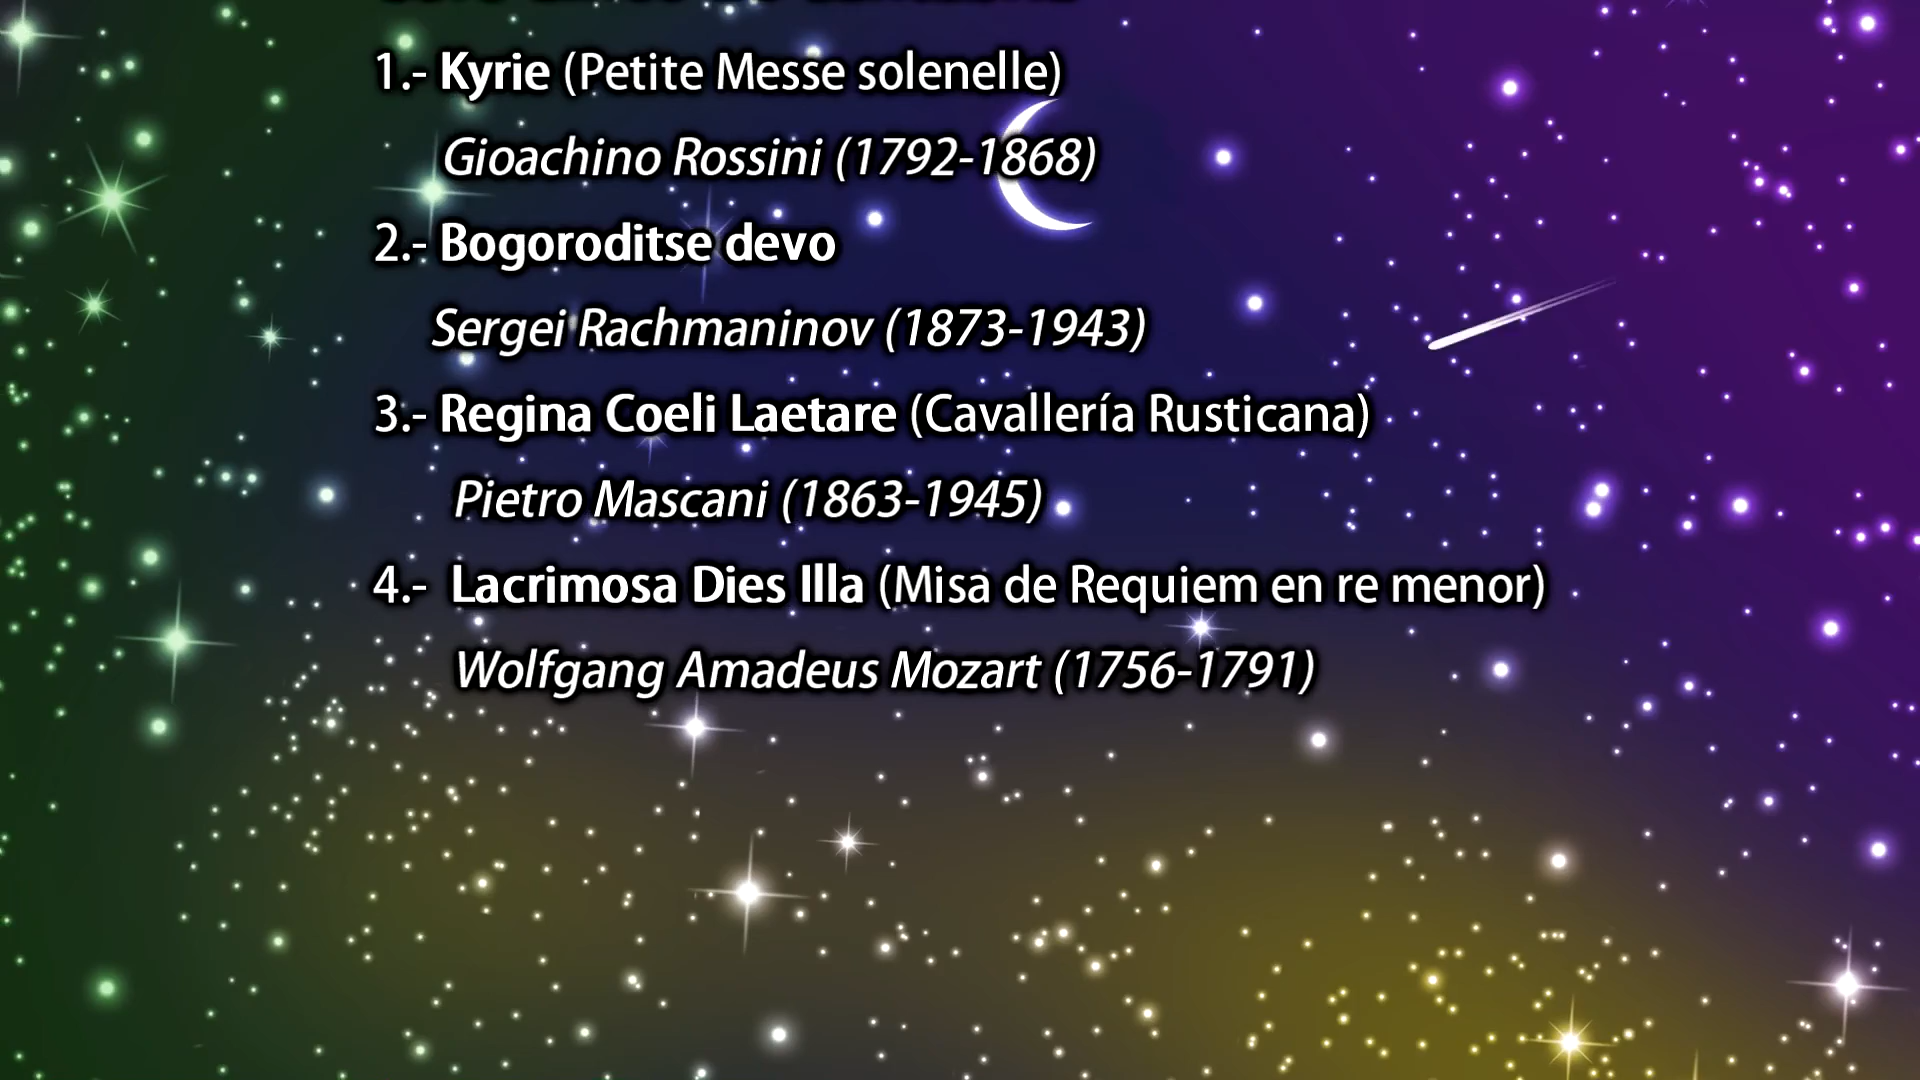 1.- Kyrie (Petite Messe solenelle)
Gioachino Rossini (1792-1868)
2.- Bogoroditse devo
Sergei Rachmaninov (1873-1943)
3.- Regina Coeli Laetare (Cavallería Rusticana)
Pietro Mascani (1863-1945)
4.- Lacrimosa Dies Illa (Misa de Requiem en re menor)
Wolfgang Amadeus Mozart (1756-1791)